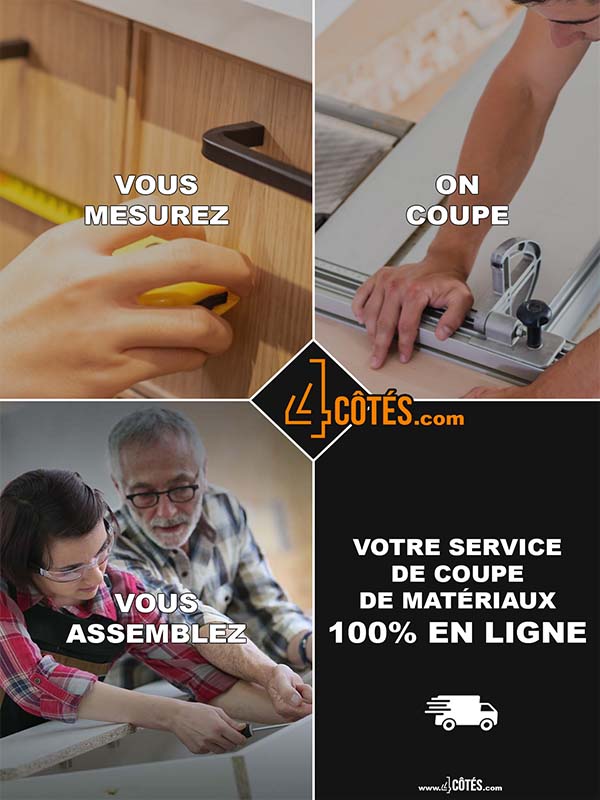 VOUS
MESUREZ
ON
COUPE
4CÔTÉS.com
VOUS
ASSEMBLEZ
VOTRE SERVICE
DE COUPE
DE MATÉRIAUX
100% EN LIGNE
www.4CÔTÉS.com